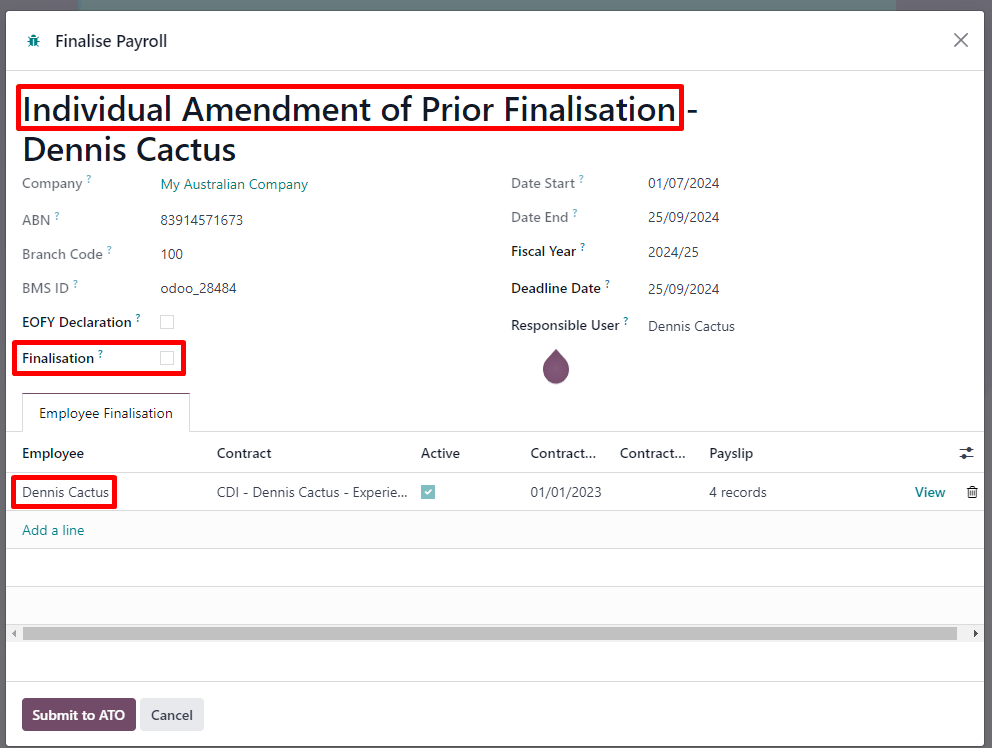 Finalise Payroll
Individual Amendment of Prior Finalisation -
Dennis Cactus
Company ? My Australian Company
Date Start ? 01/07/2024
ABN ? 83914571673
Date End ? 25/09/2024
Branch Code ? 100
Fiscal Year ? 2024/25
BMS ID ? odoo_28484
Deadline Date ? 25/09/2024
EOFY Declaration ?
Responsible User ? Dennis Cactus
Finalisation ?
Employee Finalisation
Employee Contract Active Contract... Contract... Payslip
Dennis Cactus CDI - Dennis Cactus - Experie... 01/01/2023 4 records View
Add a line
Submit to ATO Cancel